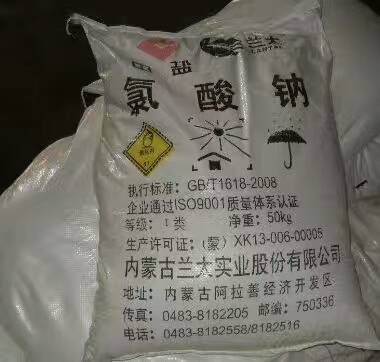 兰太
LANTAI
中盐
氯酸钠
执行标准：GB/T1618-2008
企业通过ISO9001质量体系认证
等级：Ⅰ类 净重：50kg
生产许可证：（蒙）XK13-006-00005
内蒙古兰太实业股份有限公司
地址：内蒙古阿拉善经济开发区
传真：0483-8182205 邮编：750336
电话：0483-8182558/8182516